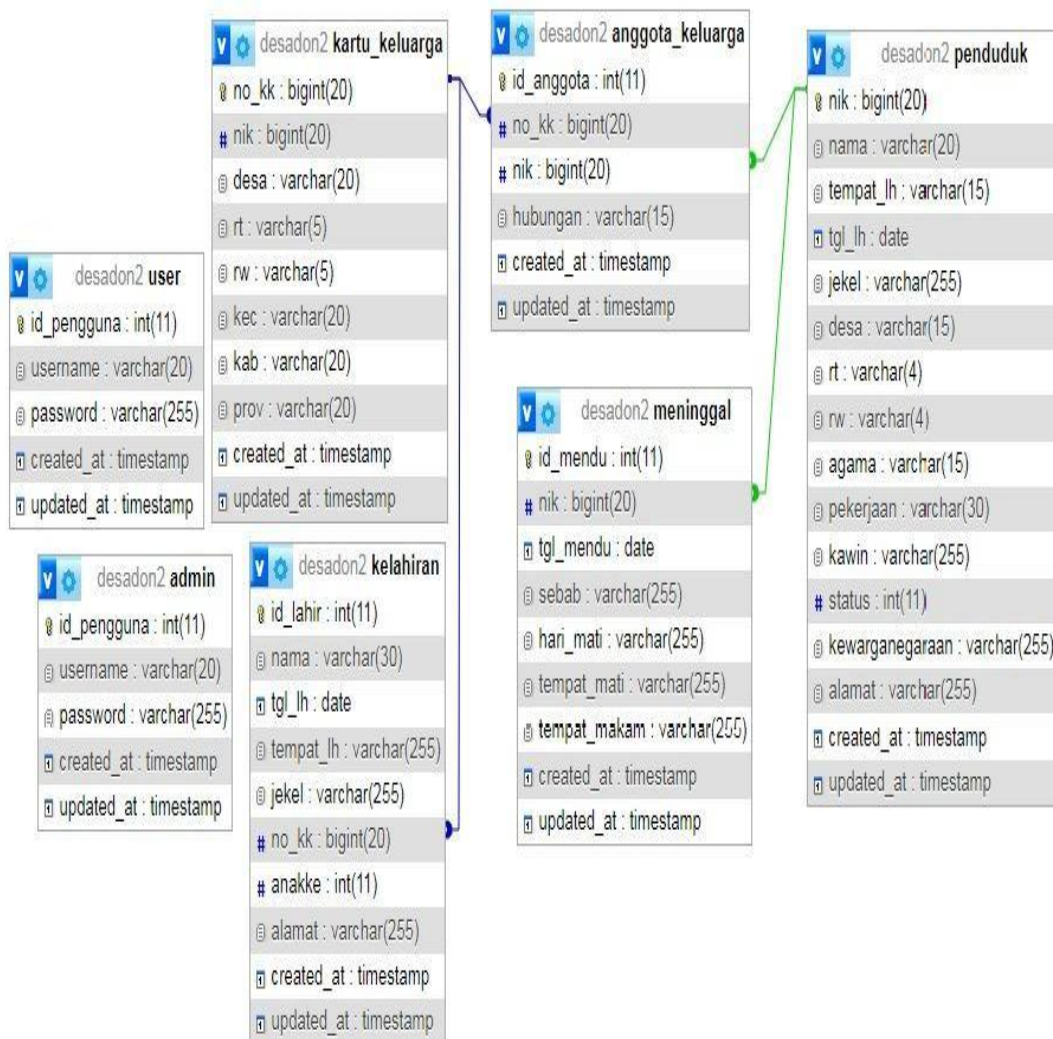 desadon2 kartu_keluarga
no_kk : bigint(20)
# nik : bigint(20)
desa : varchar(20)
rt : varchar(5)
rw : varchar(5)
kec : varchar(20)
kab : varchar(20)
prov : varchar(20)
created_at : timestamp
updated_at : timestamp
desadon2 anggota_keluarga
id_anggota : int(11)
# no_kk : bigint(20)
# nik : bigint(20)
hubungan : varchar(15)
created_at : timestamp
updated_at : timestamp
desadon2 penduduk
nik : bigint(20)
nama : varchar(20)
tempat_lh : varchar(15)
tgl_lh : date
jekel : varchar(255)
desa : varchar(15)
rt : varchar(4)
rw : varchar(4)
agama : varchar(15)
pekerjaan : varchar(30)
kawin : varchar(255)
# status : int(11)
kewarganegaraan : varchar(255)
alamat : varchar(255)
created_at : timestamp
updated_at : timestamp
desadon2 user
id_pengguna : int(11)
username : varchar(20)
password : varchar(255)
created_at : timestamp
updated_at : timestamp
desadon2 meninggal
id_mendu : int(11)
# nik : bigint(20)
tgl_mendu : date
sebab : varchar(255)
hari_mati : varchar(255)
tempat_mati : varchar(255)
tempat_makam : varchar(255)
created_at : timestamp
updated_at : timestamp
desadon2 admin
id_pengguna : int(11)
username : varchar(20)
password : varchar(255)
created_at : timestamp
updated_at : timestamp
desadon2 kelahiran
id_lahir : int(11)
nama : varchar(30)
tgl_lh : date
tempat_lh : varchar(255)
jekel : varchar(255)
# no_kk : bigint(20)
# anakke : int(11)
alamat : varchar(255)
created_at : timestamp
updated_at : timestamp